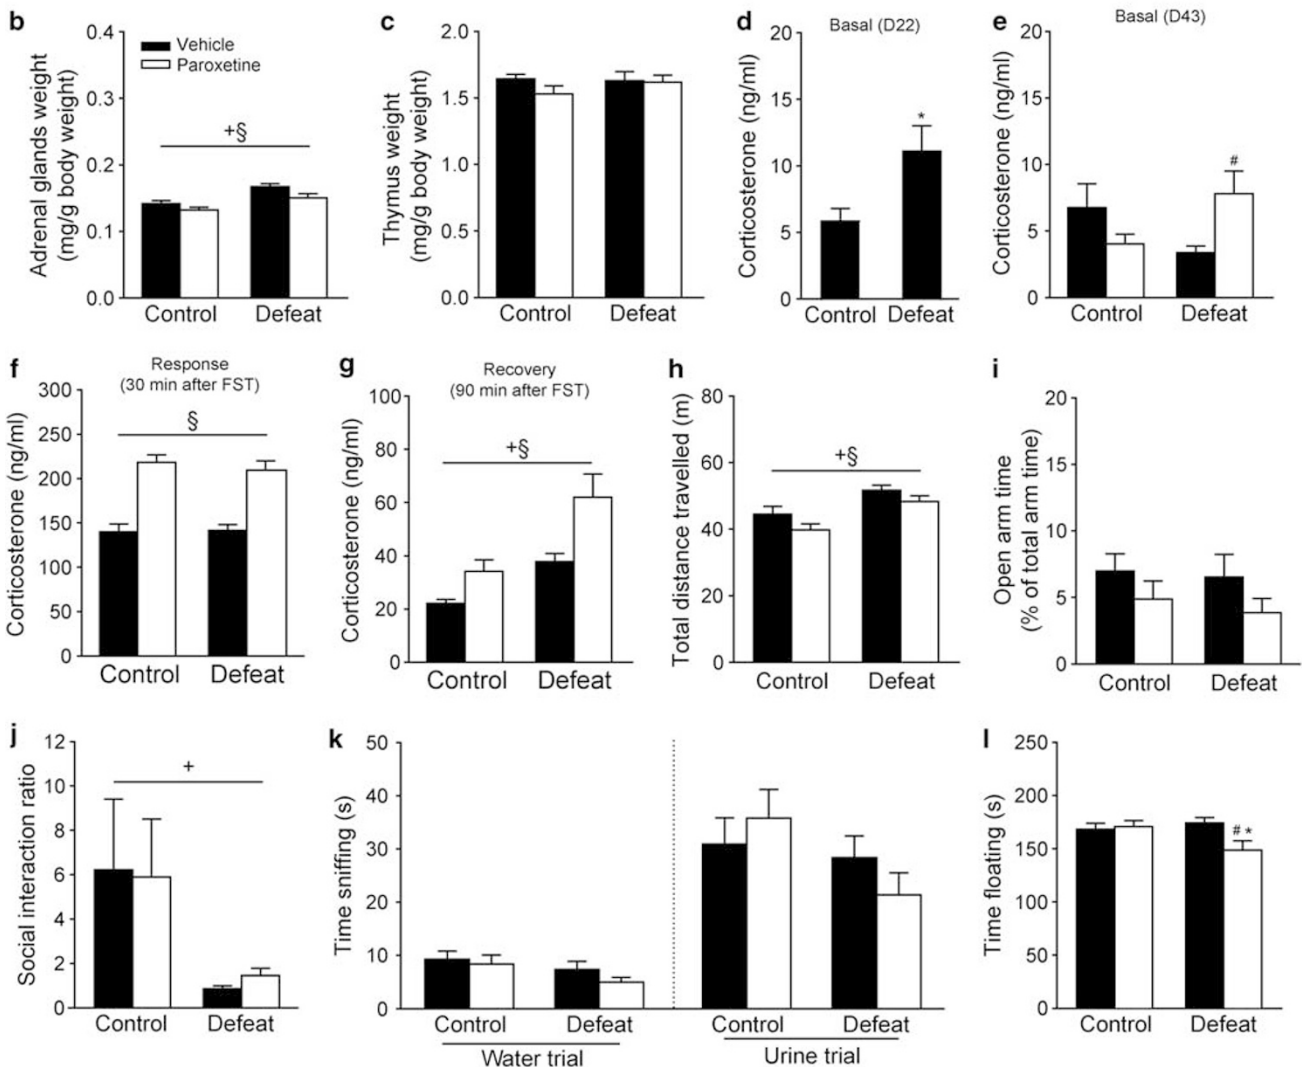 b
Adrenal glands weight
(mg/g body weight)
0.4
0.3
0.2
0.1
0.0
Vehicle
Paroxetine
+§
Control
Defeat
c
Thymus weight
(mg/g body weight)
2.0
1.5
1.0
0.5
0.0
Control
Defeat
d
Basal (D22)
Corticosterone (ng/ml)
20
15
10
5
0
*
Control
Defeat
e
Basal (D43)
Corticosterone (ng/ml)
20
15
10
5
0
#
Control
Defeat
f
Response
(30 min after FST)
Corticosterone (ng/ml)
300
250
200
150
100
50
0
§
Control
Defeat
g
Recovery
(90 min after FST)
Corticosterone (ng/ml)
100
80
60
40
20
0
+§
Control
Defeat
h
Total distance travelled (m)
80
60
40
20
0
+§
Control
Defeat
i
Open arm time
(% of total arm time)
20
15
10
5
0
Control
Defeat
j
Social interaction ratio
12
10
8
6
4
2
0
+
Control
Defeat
k
Time sniffing (s)
50
40
30
20
10
0
Control
Defeat
Water trial
Control
Defeat
Urine trial
l
Time floating (s)
250
200
150
100
50
0
# *
Control
Defeat